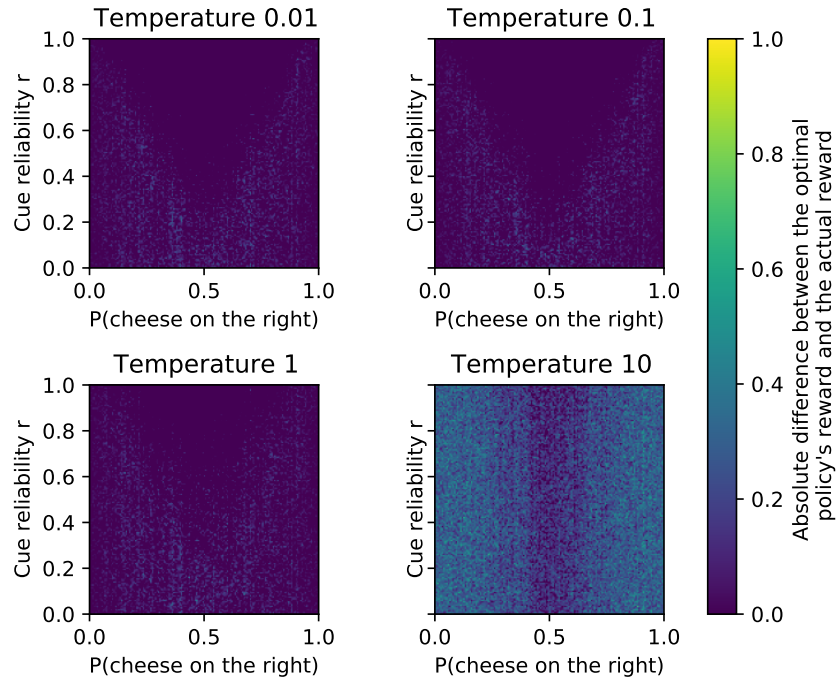 Temperature 0.01
1.0
0.8
0.6
0.4
0.2
0.0
Cue reliability r
0.0 0.5 1.0
P(cheese on the right)
Temperature 0.1
Cue reliability r
0.0 0.5 1.0
P(cheese on the right)
Temperature 1
1.0
0.8
0.6
0.4
0.2
0.0
Cue reliability r
0.0 0.5 1.0
P(cheese on the right)
Temperature 10
Cue reliability r
0.0 0.5 1.0
P(cheese on the right)
1.0
0.8
0.6
0.4
0.2
0.0
Absolute difference between the optimal
policy's reward and the actual reward